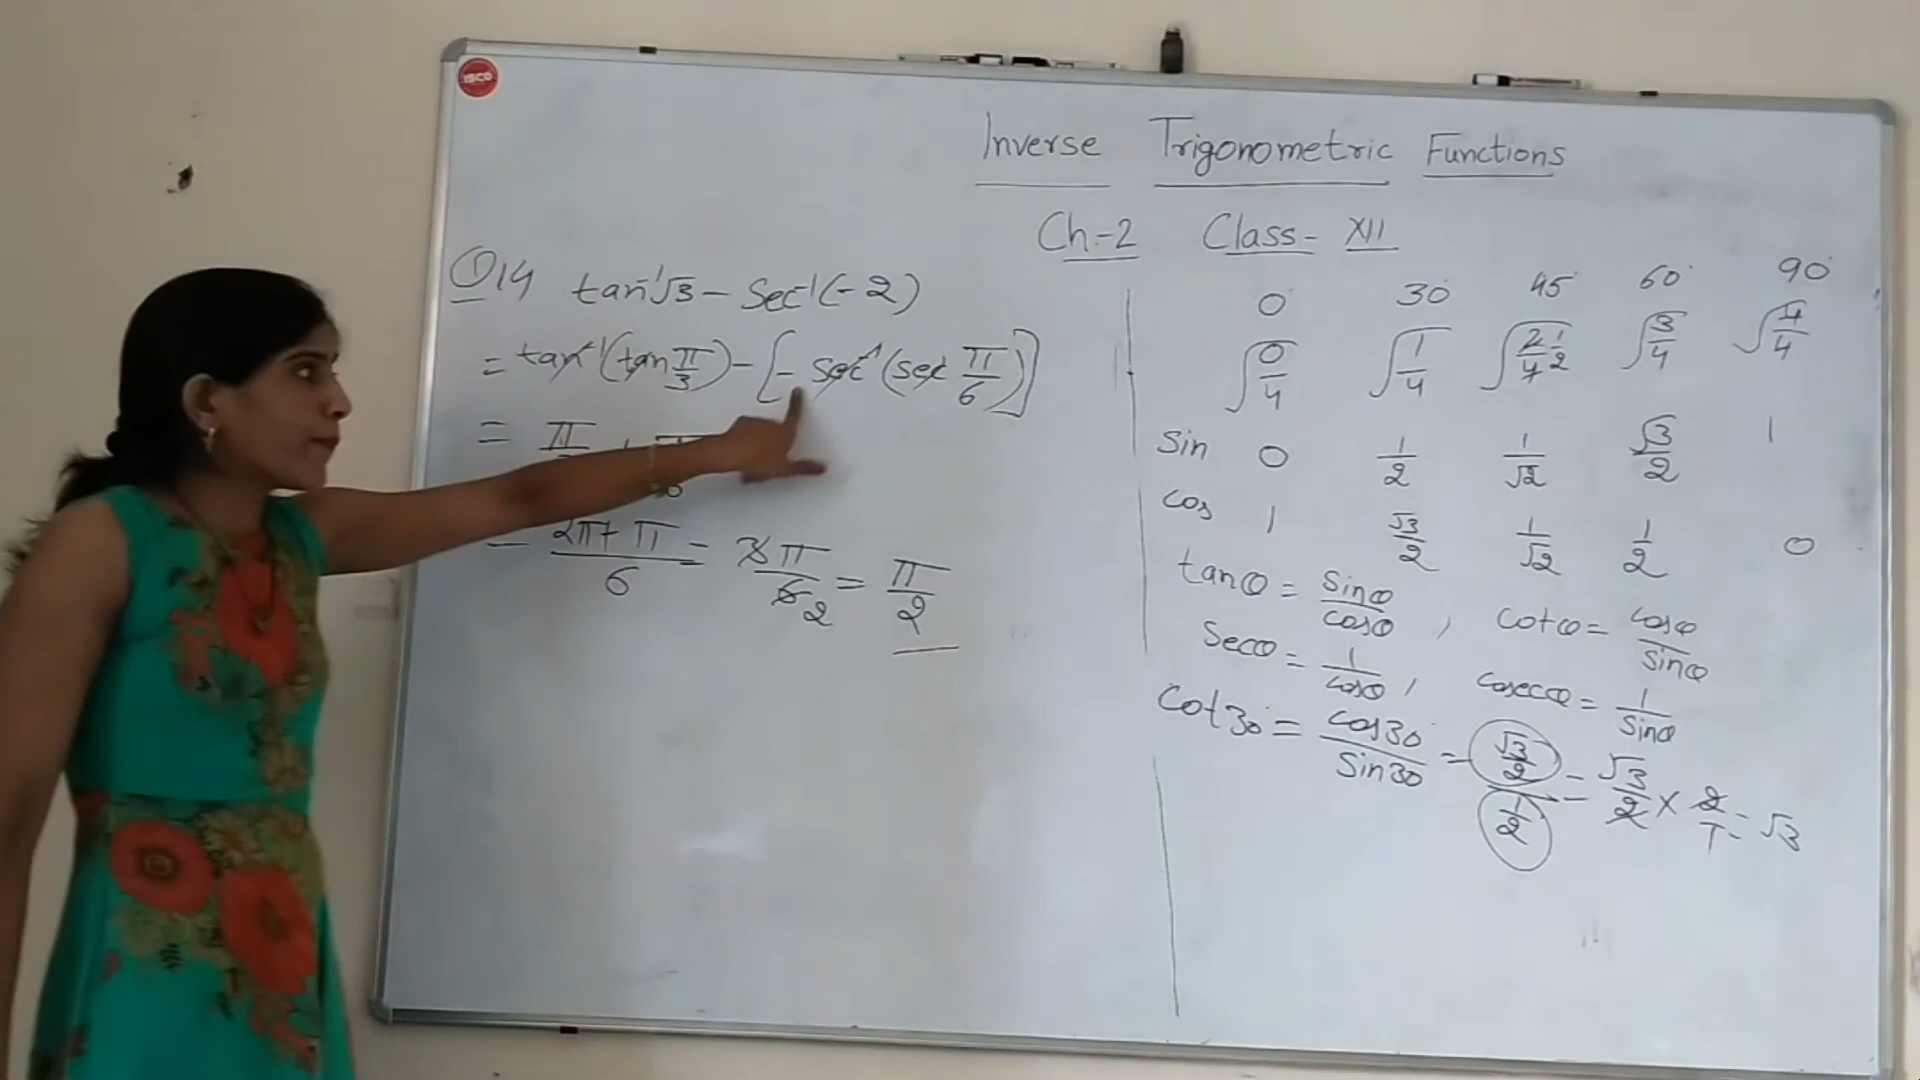 ISCO
Inverse Trigonometric Functions
Ch.-2 Class- XII
Q14 tan⁻¹√3 - Sec⁻¹(-2)
= tan⁻¹(tan π/3) - [- sec⁻¹(sec π/6)]
= π
= 2π+π/6 = 3π/6 2 = π/2
0 30° 45° 60° 90°
√0/4 √1/4 √2/4 1/2 √3/4 √4/4
Sin 0 1/2 1/√2 √3/2 1
cos 1 √3/2 1/√2 1/2 0
tanθ = sinθ/cosθ , cotθ = cosθ/sinθ
Secθ = 1/cosθ , cosecθ = 1/sinθ
Cot30° = cos30/Sin30 = √3/2 / 1/2 = √3/2 × 2/1 = √3